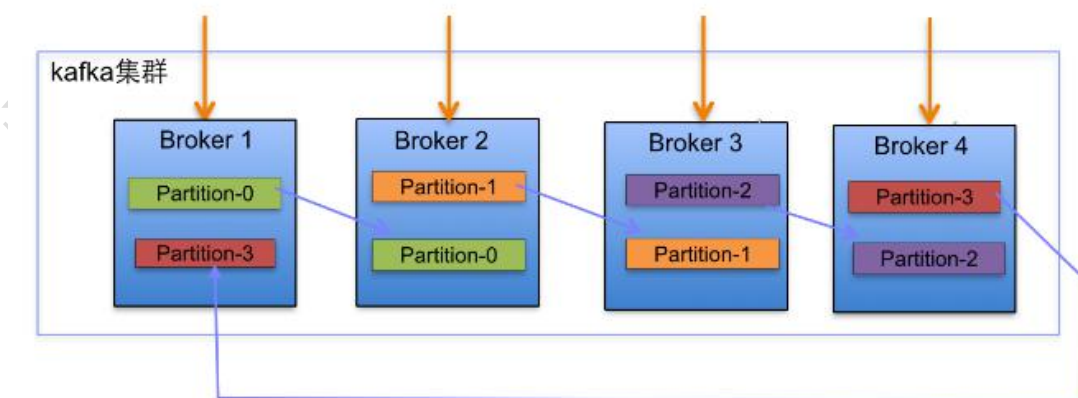 kafka集群
Broker 1
Broker 2
Broker 3
Broker 4
Partition-0
Partition-1
Partition-2
Partition-3
Partition-3
Partition-0
Partition-1
Partition-2